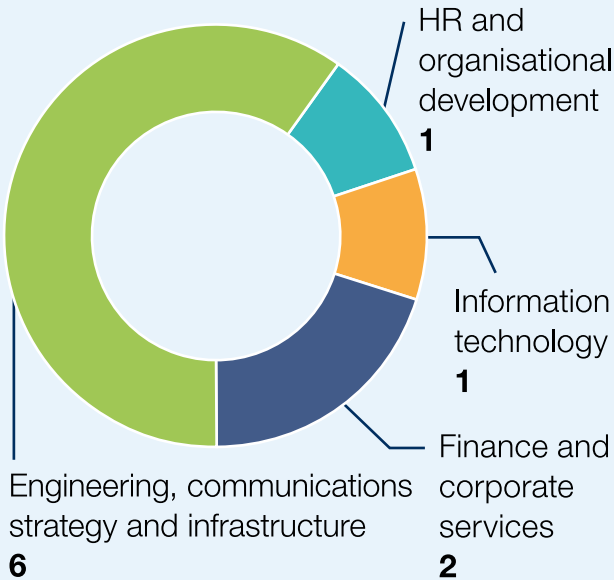 HR and
organisational
development
1
Information
technology
1
Finance and
corporate
services
2
Engineering, communications
strategy and infrastructure
6